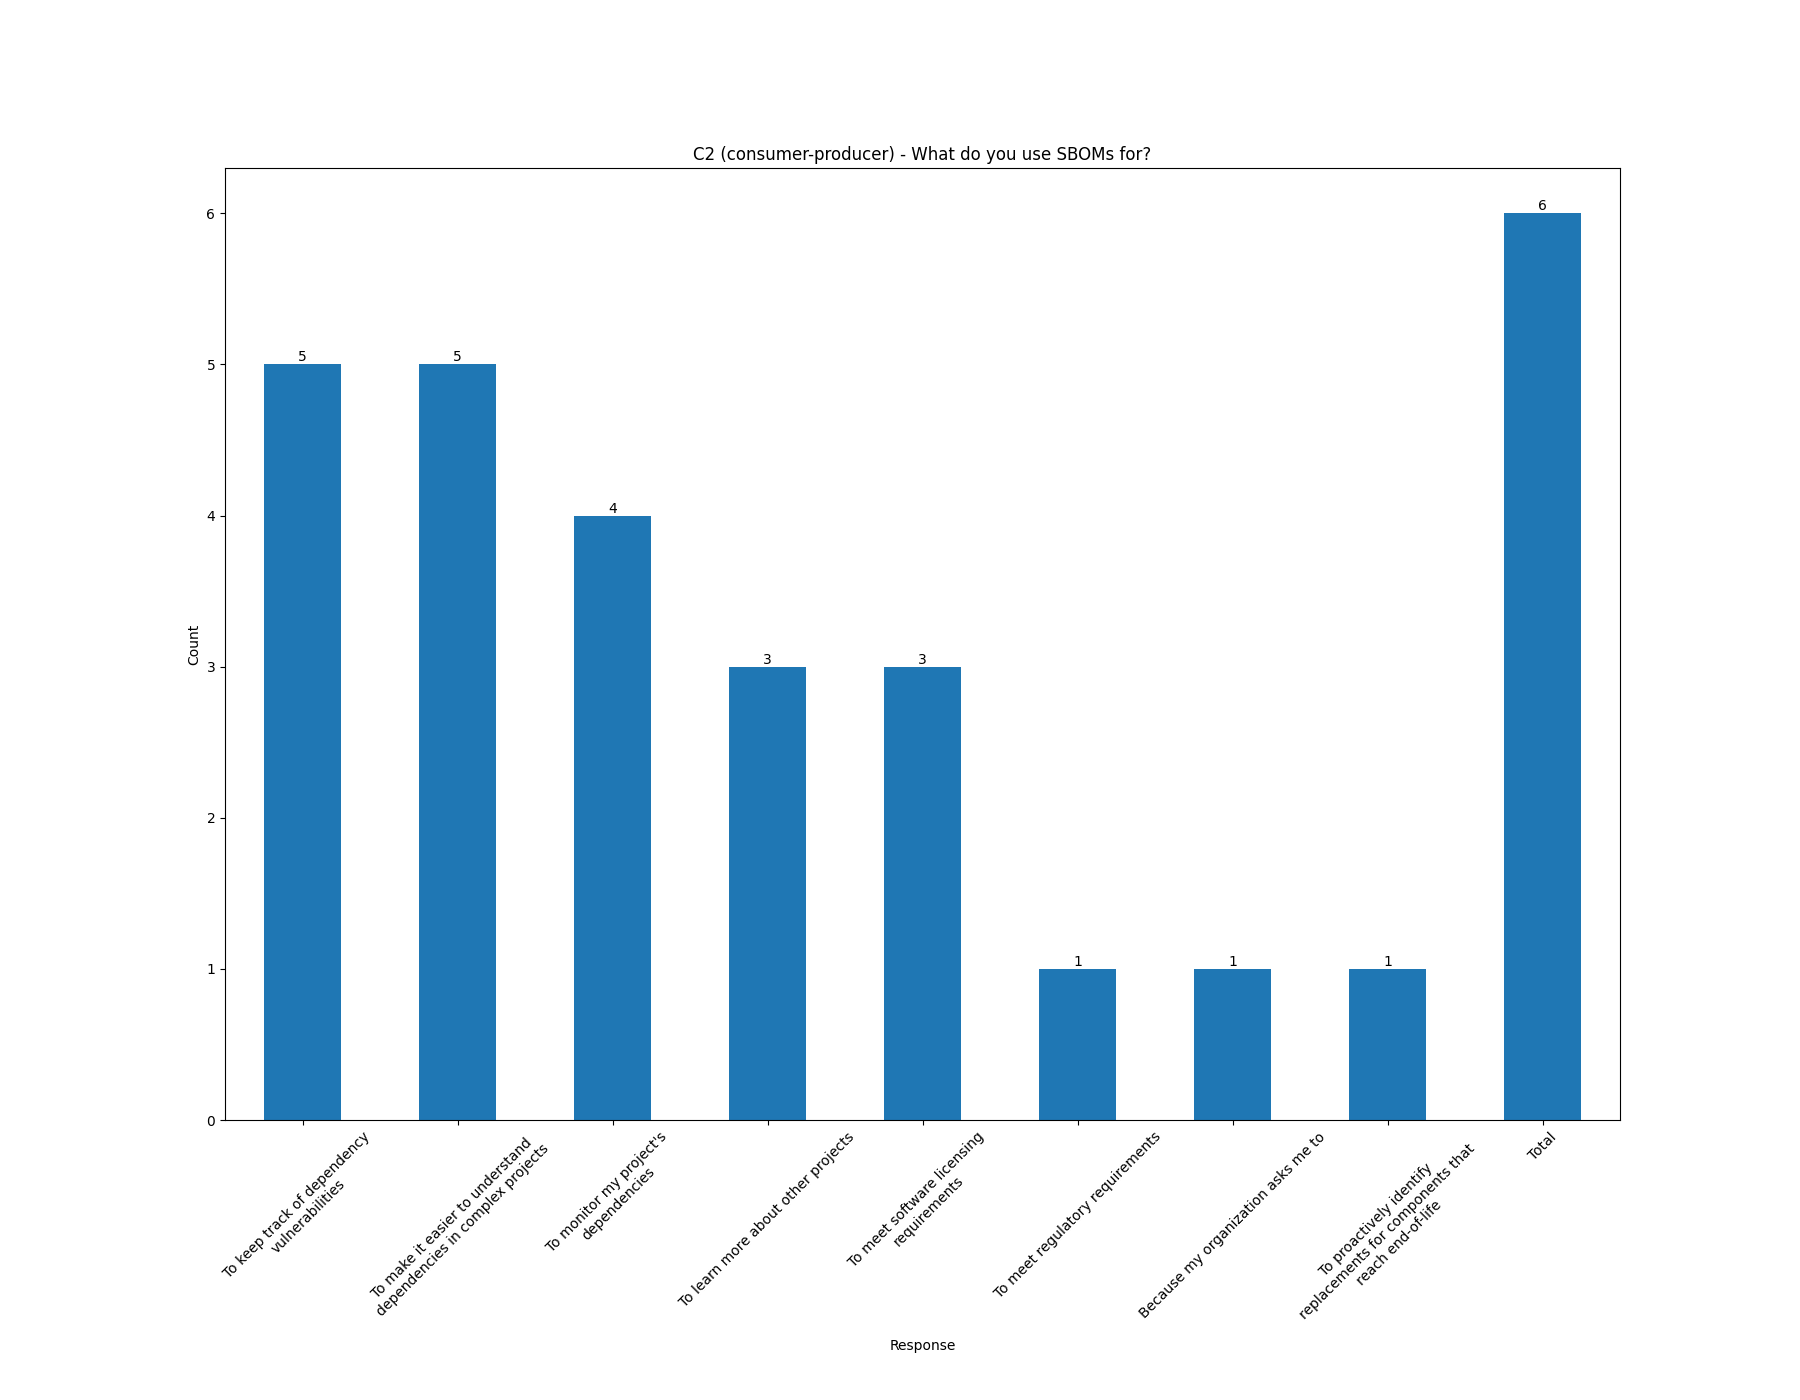 C2 (consumer-producer) - What do you use SBOMs for?
Count
6
5
4
3
2
1
0
5
5
4
3
3
1
1
1
6
To keep track of dependency
vulnerabilities
To make it easier to understand
dependencies in complex projects
To monitor my project's
dependencies
To learn more about other projects
To meet software licensing
requirements
To meet regulatory requirements
Because my organization asks me to
To proactively identify
replacements for components that
reach end-of-life
Total
Response